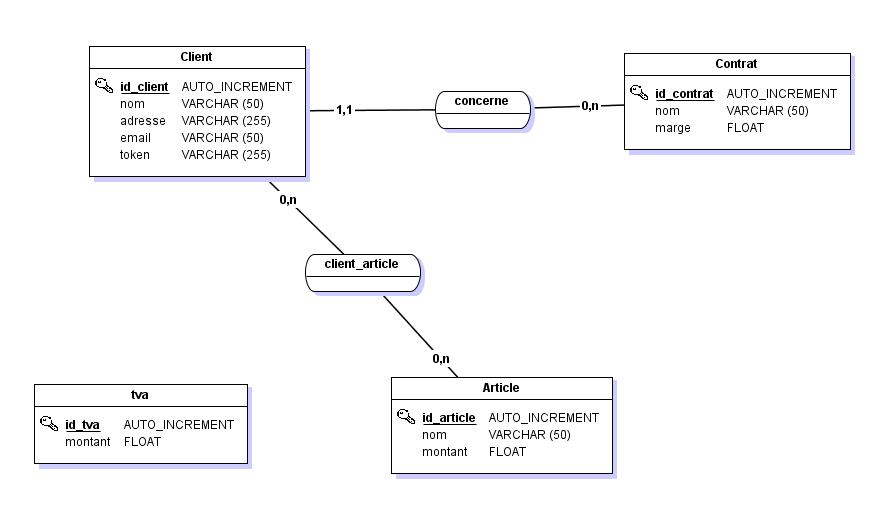 Client
id_client AUTO_INCREMENT
nom VARCHAR (50)
adresse VARCHAR (255)
email VARCHAR (50)
token VARCHAR (255)
1,1
concerne
0,n
Contrat
id_contrat AUTO_INCREMENT
nom VARCHAR (50)
marge FLOAT
0,n
client_article
0,n
tva
id_tva AUTO_INCREMENT
montant FLOAT
Article
id_article AUTO_INCREMENT
nom VARCHAR (50)
montant FLOAT